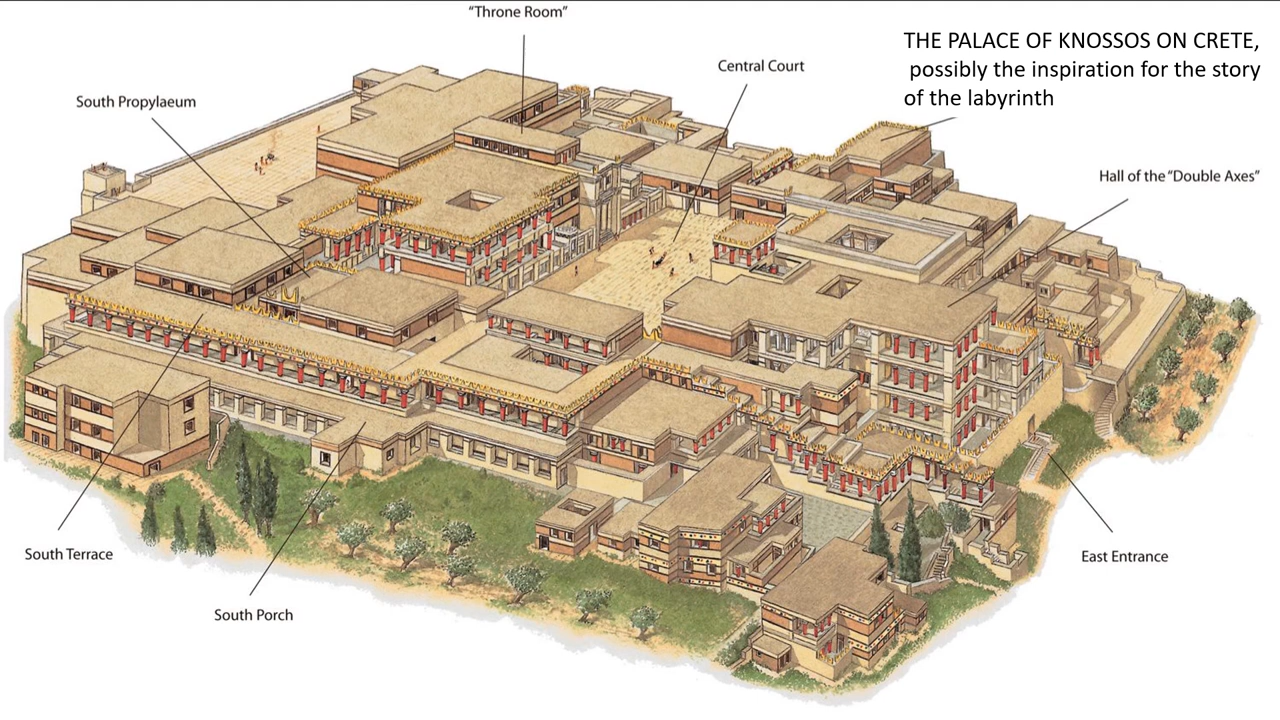 "Throne Room"
THE PALACE OF KNOSSOS ON CRETE,
possibly the inspiration for the story
of the labyrinth
Central Court
South Propylaeum
Hall of the "Double Axes"
South Terrace
East Entrance
South Porch